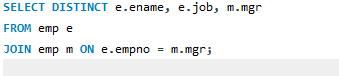 SELECT DISTINCT e.ename, e.job, m.mgr
FROM emp e
JOIN emp m ON e.empno = m.mgr;